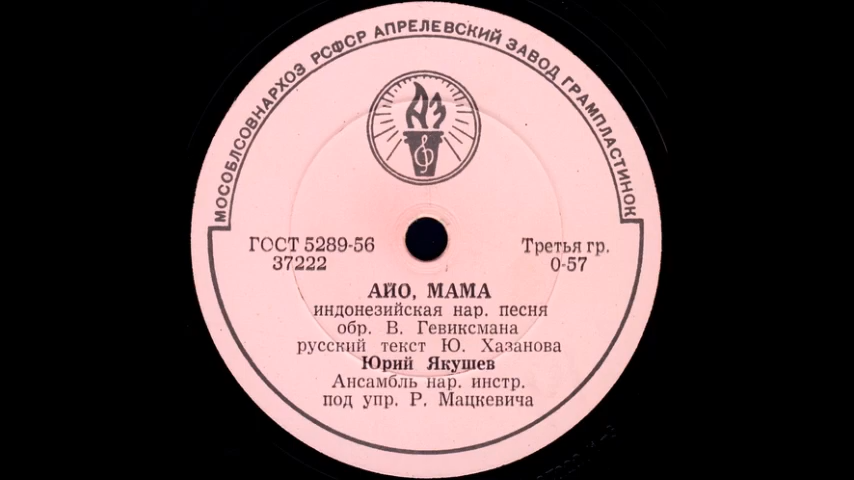 МОСОБЛСОВНАРХОЗ РСФСР АПРЕЛЕВСКИЙ ЗАВОД ГРАМПЛАСТИНОК
АЗ
ГОСТ 5289-56
37222
Третья гр.
0-57
АЙО, МАМА
индонезийская нар. песня
обр. В. Гевиксмана
русский текст Ю. Хазанова
Юрий Якушев
Ансамбль нар. инстр.
под упр. Р. Мацкевича